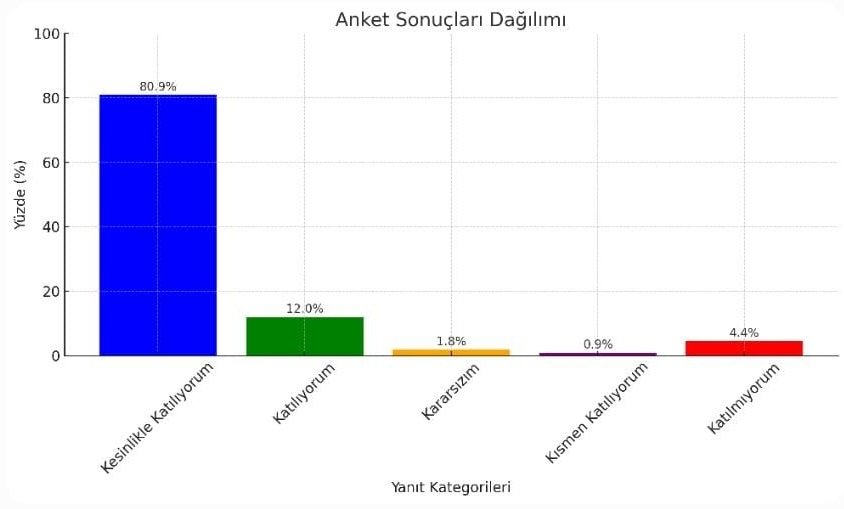 Anket Sonuçları Dağılımı
100
80
60
40
20
0
Yüzde (%)
80.9%
12.0%
1.8%
0.9%
4.4%
Kesinlikle Katılıyorum
Katılıyorum
Kararsızım
Kısmen Katılıyorum
Katılmıyorum
Yanıt Kategorileri